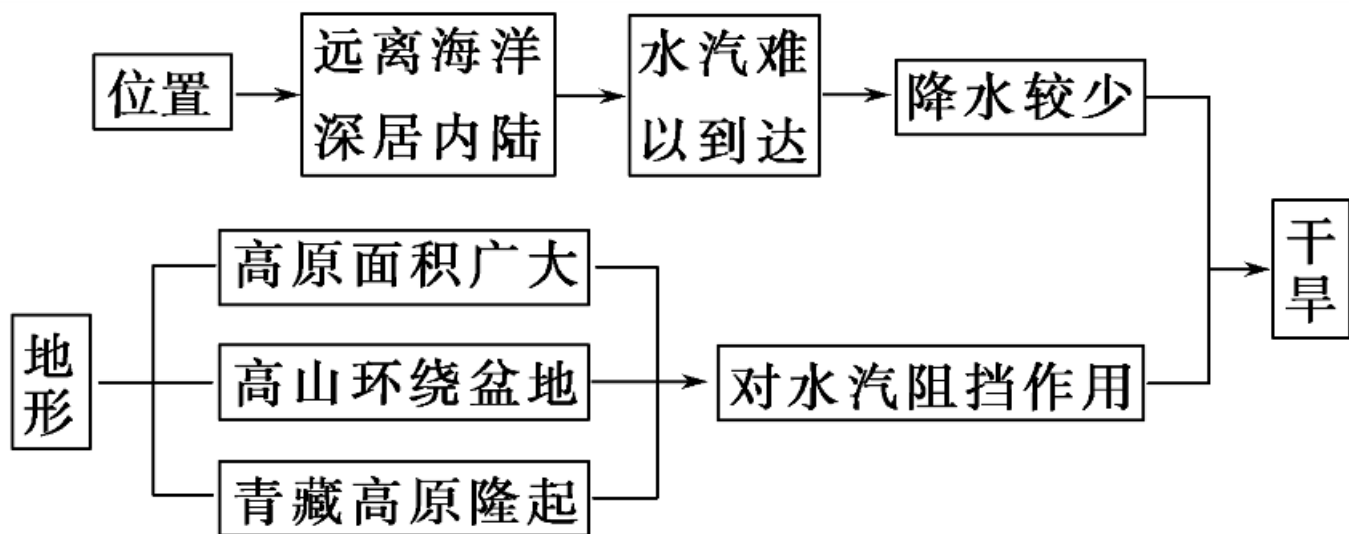 位置
远离海洋
深居内陆
水汽难
以到达
降水较少
地形
高原面积广大
高山环绕盆地
青藏高原隆起
对水汽阻挡作用
干旱